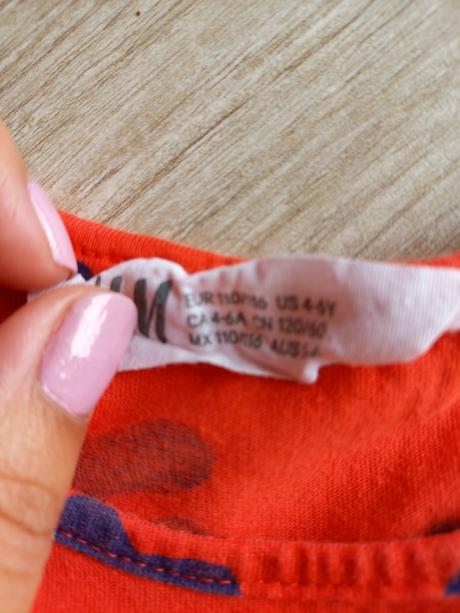 EUR 110/116 US 4-6Y
CA 4-6A CN 120/60
MX 110/116 AUS